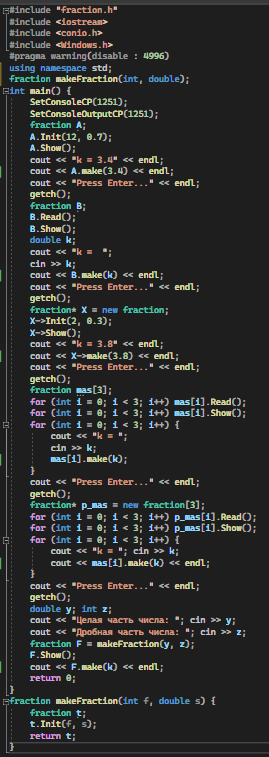 #include "fraction.h"
#include <iostream>
#include <conio.h>
#include <Windows.h>
#pragma warning(disable : 4996)
using namespace std;
fraction makeFraction(int, double);
int main() {
SetConsoleCP(1251);
SetConsoleOutputCP(1251);
fraction A;
A.Init(12, 0.7);
A.Show();
cout << "k = 3.4" << endl;
cout << A.make(3.4) << endl;
cout << "Press Enter..." << endl;
getch();
fraction B;
B.Read();
B.Show();
double k;
cout << "k =  ";
cin >> k;
cout << B.make(k) << endl;
cout << "Press Enter..." << endl;
getch();
fraction* X = new fraction;
X->Init(2, 0.3);
X->Show();
cout << "k = 3.8" << endl;
cout << X->make(3.8) << endl;
cout << "Press Enter..." << endl;
getch();
fraction mas[3];
for (int i = 0; i < 3; i++) mas[i].Read();
for (int i = 0; i < 3; i++) mas[i].Show();
for (int i = 0; i < 3; i++) {
cout << "k = ";
cin >> k;
mas[i].make(k);
}
cout << "Press Enter..." << endl;
getch();
fraction* p_mas = new fraction[3];
for (int i = 0; i < 3; i++) p_mas[i].Read();
for (int i = 0; i < 3; i++) p_mas[i].Show();
for (int i = 0; i < 3; i++) {
cout << "k = "; cin >> k;
cout << mas[i].make(k) << endl;
}
cout << "Press Enter..." << endl;
getch();
double y; int z;
cout << "Целая часть числа: "; cin >> y;
cout << "Дробная часть числа: "; cin >> z;
fraction F = makeFraction(y, z);
F.Show();
cout << F.make(k) << endl;
return 0;
}
fraction makeFraction(int f, double s) {
fraction t;
t.Init(f, s);
return t;
}